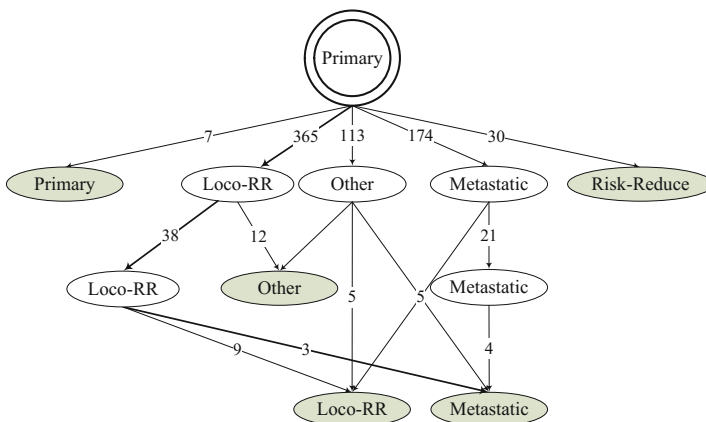 Primary
7
365
113
174
30
Primary
Loco-RR
Other
Metastatic
Risk-Reduce
38
12
21
Loco-RR
Other
Metastatic
5
5
9
3
4
Loco-RR
Metastatic